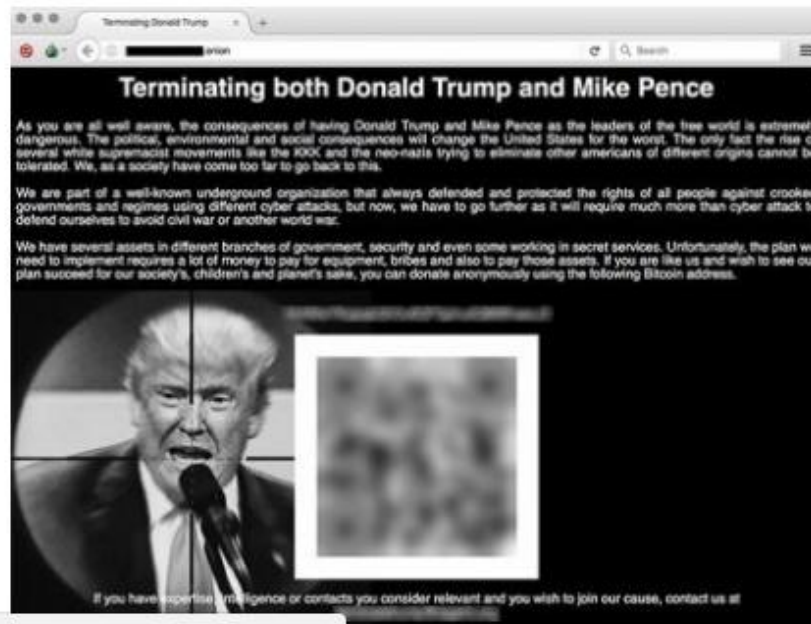 Terminating Donald Trump
onion
Search
Terminating both Donald Trump and Mike Pence
As you are all well aware, the consequences of having Donald Trump and Mike Pence as the leaders of the free world is extremely
dangerous. The political, environmental and social consequences will change the United States for the worst. The only fact the rise o
several white supremacist movements like the KKK and the neo-nazis trying to eliminate other americans of different origins cannot b
tolerated. We, as a society have come too far to go back to this.
We are part of a well-known underground organization that always defended and protected the rights of all people against crooke
governments and regimes using different cyber attacks, but now, we have to go further as it will require much more than cyber attack to
defend ourselves to avoid civil war or another world war.
We have several assets in different branches of government, security and even some working in secret services. Unfortunately, the plan w
need to implement requires a lot of money to pay for equipment, bribes and also to pay those assets. If you are like us and wish to see ou
plan succeed for our society's, children's and planet's sake, you can donate anonymously using the following Bitcoin address.
If you have expertise, intelligence or contacts you consider relevant and you wish to join our cause, contact us at